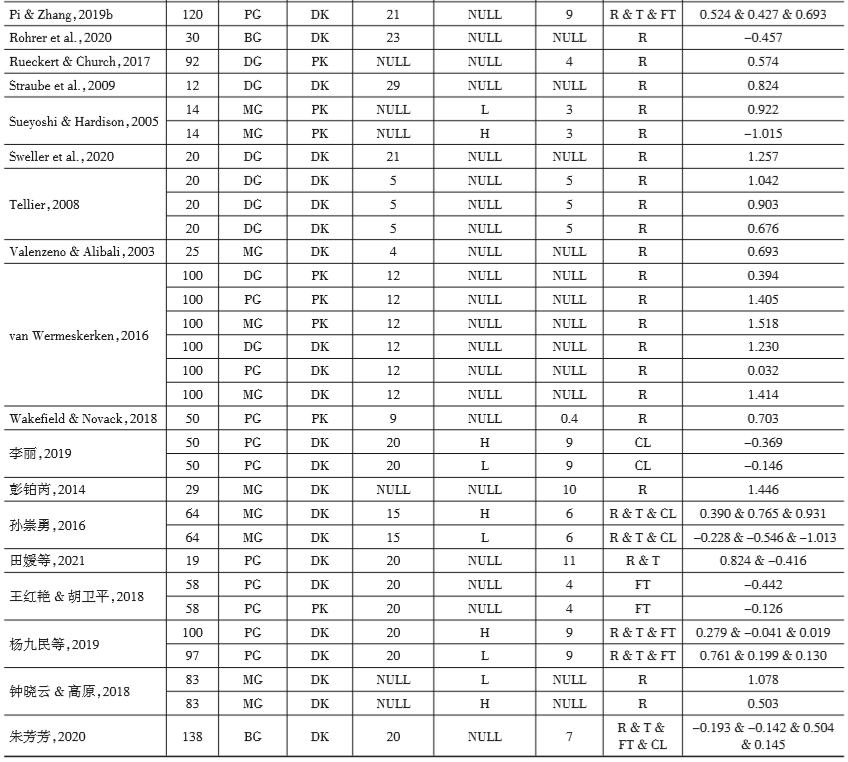 Pi & Zhang,2019b 120 PG DK 21 NULL 9 R & T & FT 0.524 & 0.427 & 0.693
Rohrer et al.,2020 30 BG DK 23 NULL NULL R −0.457
Rueckert & Church,2017 92 DG PK NULL NULL 4 R 0.574
Straube et al.,2009 12 DG DK 29 NULL NULL R 0.824
Sueyoshi & Hardison,2005 14 MG PK NULL L 3 R 0.922
14 MG PK NULL H 3 R −1.015
Sweller et al.,2020 20 DG DK 21 NULL NULL R 1.257
Tellier,2008 20 DG DK 5 NULL 5 R 1.042
20 DG DK 5 NULL 5 R 0.903
20 DG DK 5 NULL 5 R 0.676
Valenzeno & Alibali,2003 25 MG DK 4 NULL NULL R 0.693
van Wermeskerken,2016 100 DG PK 12 NULL NULL R 0.394
100 PG PK 12 NULL NULL R 1.405
100 MG PK 12 NULL NULL R 1.518
100 DG DK 12 NULL NULL R 1.230
100 PG DK 12 NULL NULL R 0.032
100 MG DK 12 NULL NULL R 1.414
Wakefield & Novack,2018 50 PG PK 9 NULL 0.4 R 0.703
李丽,2019 50 PG DK 20 H 9 CL −0.369
50 PG DK 20 L 9 CL −0.146
彭铂芮,2014 29 MG DK NULL NULL 10 R 1.446
孙崇勇,2016 64 MG DK 15 H 6 R & T & CL 0.390 & 0.765 & 0.931
64 MG DK 15 L 6 R & T & CL −0.228 & −0.546 & −1.013
田媛等,2021 19 PG DK 20 NULL 11 R & T 0.824 & −0.416
王红艳 & 胡卫平,2018 58 PG DK 20 NULL 4 FT −0.442
58 PG PK 20 NULL 4 FT −0.126
杨九民等,2019 100 PG DK 20 H 9 R & T & FT 0.279 & −0.041 & 0.019
97 PG DK 20 L 9 R & T & FT 0.761 & 0.199 & 0.130
钟晓云 & 高原,2018 83 MG DK NULL L NULL R 1.078
83 MG DK NULL H NULL R 0.503
朱芳芳,2020 138 BG DK 20 NULL 7 R & T & FT & CL −0.193 & −0.142 & 0.504 & 0.145